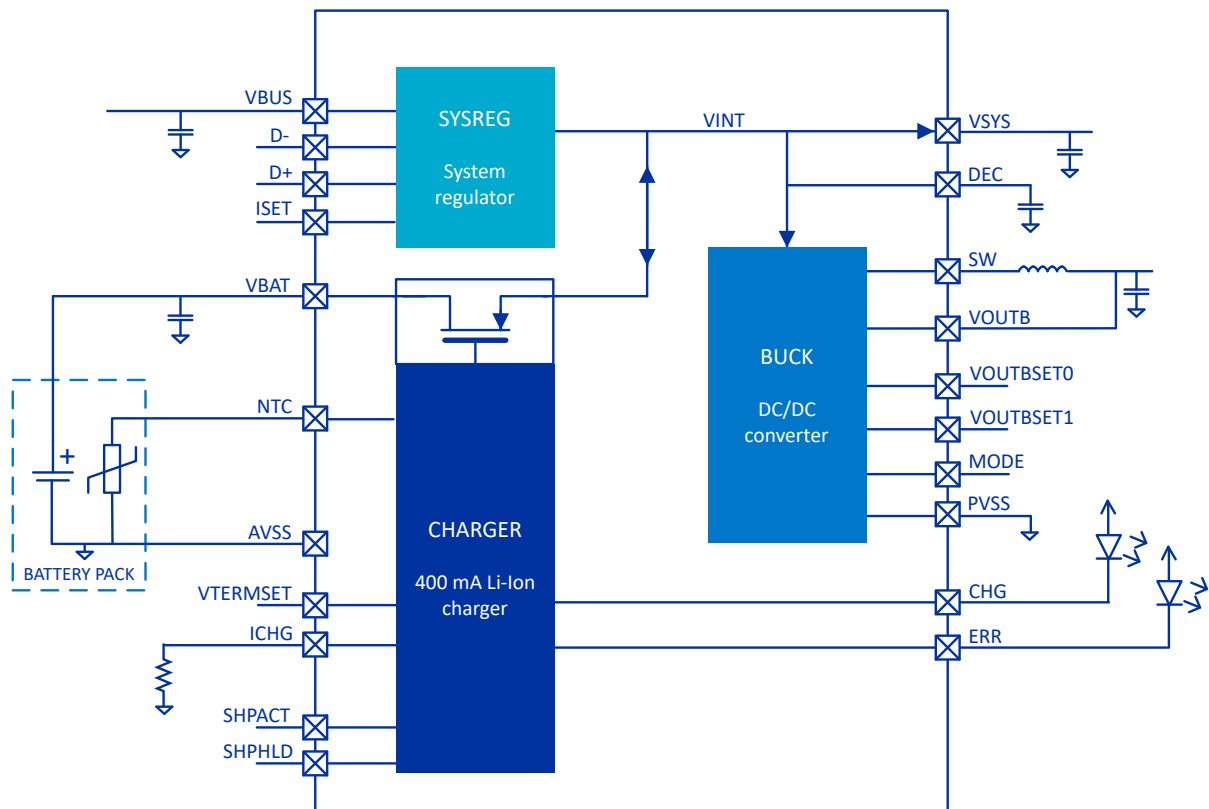 VBUS
D-
D+
ISET
SYSREG
System
regulator
VINT
VSYS
DEC
VBAT
SW
VOUTB
BUCK
DC/DC
converter
VOUTBSET0
VOUTBSET1
MODE
PVSS
NTC
+
BATTERY PACK
AVSS
VTERMSET
ICHG
SHPACT
SHPHLD
CHARGER
400 mA Li-Ion
charger
CHG
ERR